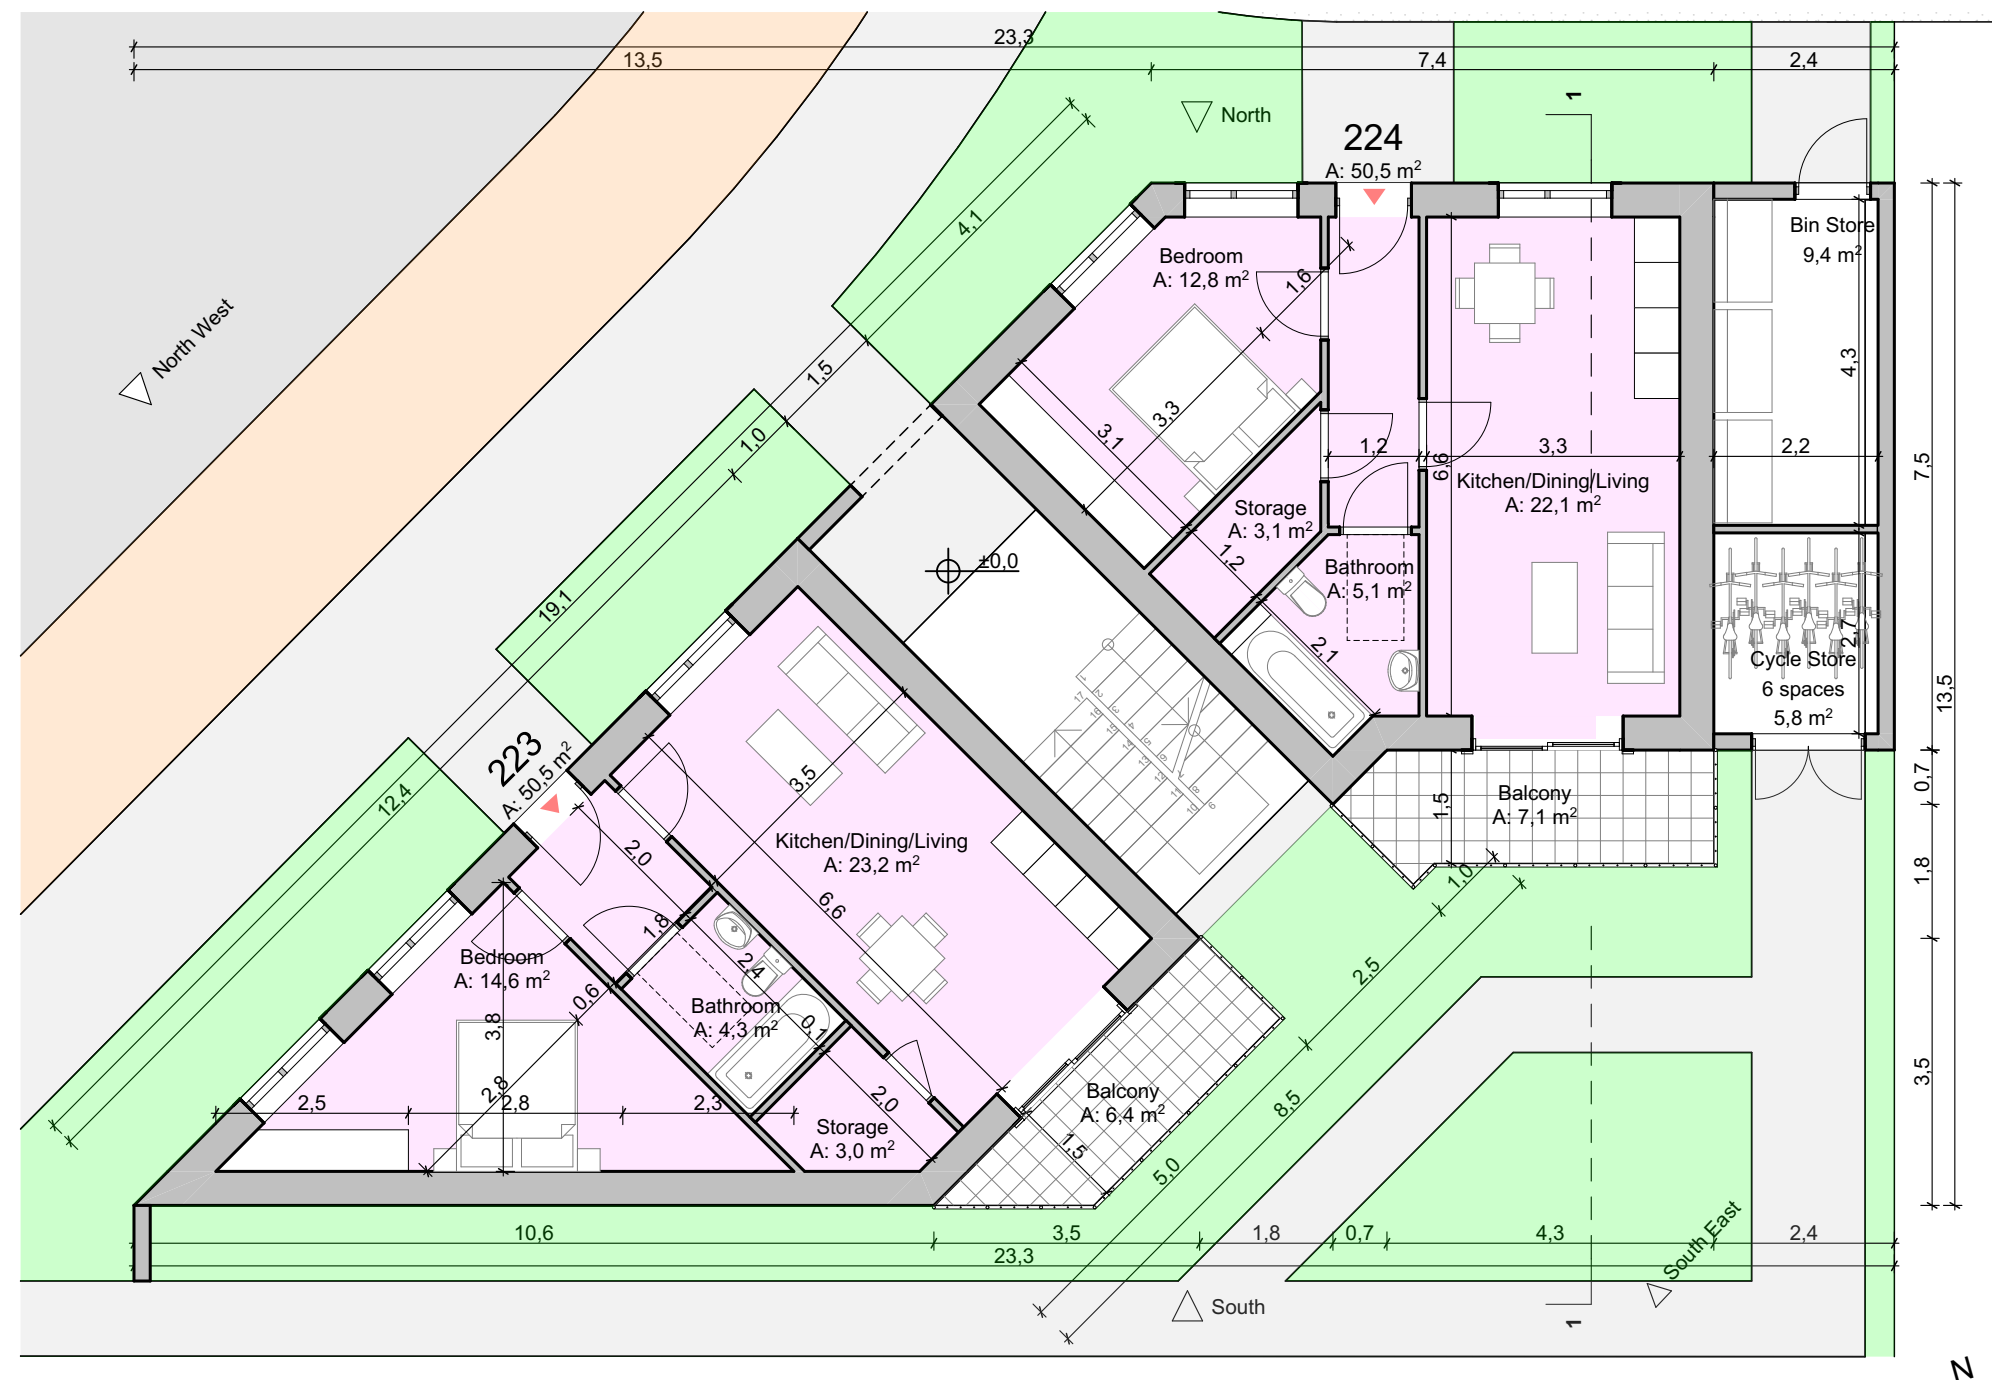 23,3
13,5
7,4
2,4
1
North
224
A: 50,5 m²
4,1
Bin Store
9,4 m²
Bedroom
A: 12,8 m²
1,6
North West
4,3
1,5
3,3
3,1
1,0
1,2
3,3
2,2
6,6
7,5
Kitchen/Dining/Living
A: 22,1 m²
Storage
A: 3,1 m²
1,2
±0,0
Bathroom
A: 5,1 m²
19,1
2,1
2,7
Cycle Store
6 spaces
5,8 m²
13,5
223
A: 50,5 m²
3,5
12,4
0,7
Balcony
A: 7,1 m²
1,5
2,0
Kitchen/Dining/Living
A: 23,2 m²
1,0
1,8
6,6
1,8
Bedroom
A: 14,6 m²
2,4
2,5
0,6
Bathroom
A: 4,3 m²
0,1
3,8
2,8
2,5
2,8
2,3
2,0
Balcony
A: 6,4 m²
8,5
3,5
Storage
A: 3,0 m²
1,5
5,0
10,6
3,5
1,8
0,7
4,3
2,4
23,3
South East
South
1
N